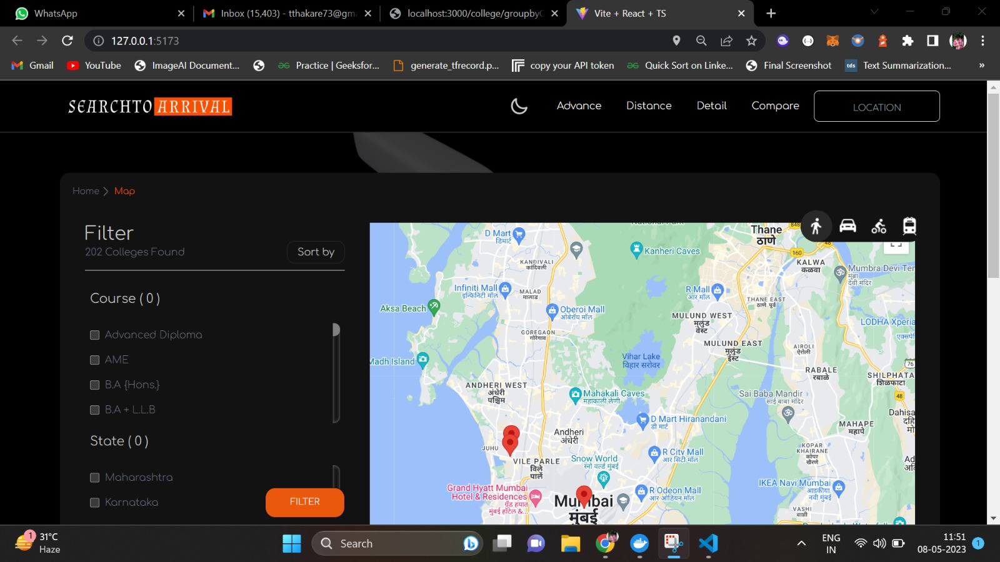 WhatsApp
Inbox (15,403) - tthakare73@gm
localhost:3000/college/groupby
Vite + React + TS
127.0.0.1:5173
Gmail
YouTube
ImageAI Document...
Practice | Geeksfor...
generate_tfrecord.p...
copy your API token
Quick Sort on Linke...
Final Screenshot
tds
Text Summarization...
»
SEARCHTO ARRIVAL
Advance
Distance
Detail
Compare
LOCATION
Home > Map
Filter
202 Colleges Found
Sort by
Course ( 0 )
Advanced Diploma
AME
B.A {Hons.}
B.A + L.L.B
State ( 0 )
Maharashtra
Karnataka
FILTER
D Mart
डिमार्ट
Kanheri Caves
Thane
ठाणे
848
48
160
KALWA
कळवा
Mumbra Devi Ter
मुंब्रा
देवी मंदिर
KANDIVALI
कांदिवली
Infiniti Mall
इन्फिनिटी मॉल
MALAD
मालाड
R Mall
आर मॉल
THANE EAST
ठाणे पूर्व
Aksa Beach
Oberoi Mall
ओबेरॉय मॉल
MULUND WEST
मुलुंड
वेस्ट
LODHA Xperia
GOREGAON
गोरेगाव
MULUND EAST
मुलुंड
ईस्ट
AIROLI
ऐरोली
Madh Island
Vihar Lake
विहार सरोवर
76
RABALE
रबाळे
SHILPHATA
शिळफाटा
ANDHERI WEST
अंधेरी
पश्चिम
Mahakali Caves
महाकाली लेणी
Sai Baba Mandir
साई बाबा मंदिर
48
Dahisa
D Mart Hiranandani
डी मार्ट
MAHAPE
महापे
Andheri
अंधेरी
JUHU
KOPAR
KHAIRANE
कोपर
खैरणे
R City Mall
आर सिटी मॉल
VILE PARLE
विले
पार्ले
Snow World
स्नो वर्ल्ड मुंबई
Grand Hyatt Mumbai
Hotel & Residences
ग्रँड हयात
मुंबई हॉटेल &...
IKEA Navi Mumbai
आइकीया
नवी मुंबई
R Odeon Mall
आर ओडियन मॉल
Mumbai
मुंबई
VASHI
वाशी
1
31°C
Haze
Search
ENG
IN
11:51
08-05-2023
1